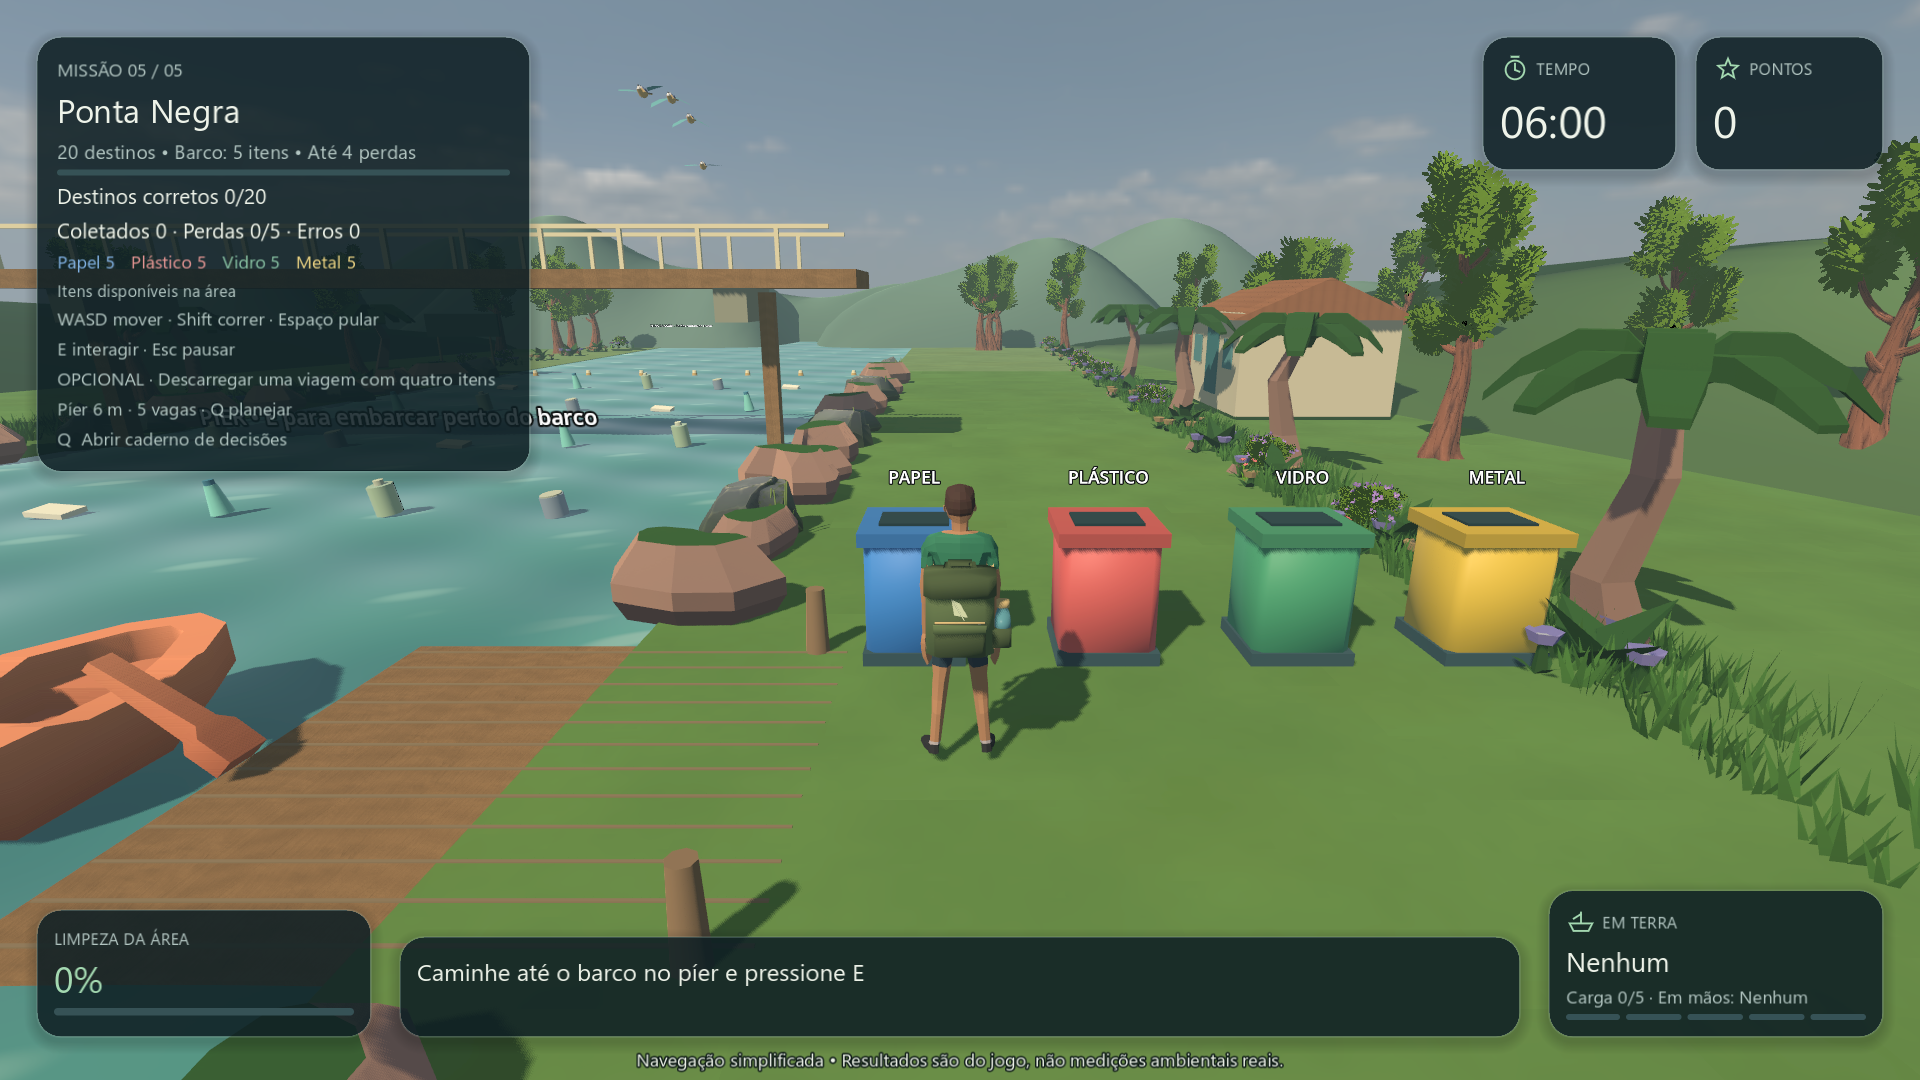 MISSÃO 05 / 05
Ponta Negra
20 destinos • Barco: 5 itens • Até 4 perdas
Destinos corretos 0/20
Coletados 0 · Perdas 0/5 · Erros 0
Papel 5 Plástico 5 Vidro 5 Metal 5
Itens disponíveis na área
WASD mover · Shift correr · Espaço pular
E interagir · Esc pausar
OPCIONAL · Descarregar uma viagem com quatro itens
Píer 6 m · 5 vagas · Q planejar
para embarcar perto do barco
Q Abrir caderno de decisões
TEMPO
06:00
PONTOS
0
PAPEL
PLÁSTICO
VIDRO
METAL
LIMPEZA DA ÁREA
0%
Caminhe até o barco no píer e pressione E
EM TERRA
Nenhum
Carga 0/5 · Em mãos: Nenhum
Navegação simplificada • Resultados são do jogo, não medições ambientais reais.